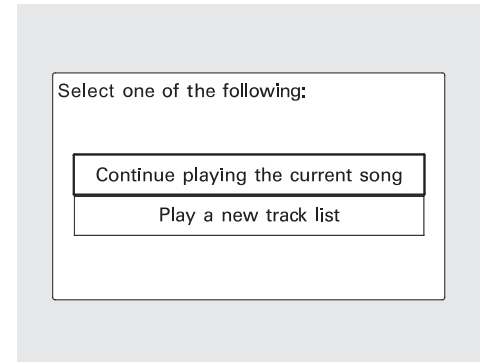 Select one of the following:
Continue playing the current song
Play a new track list